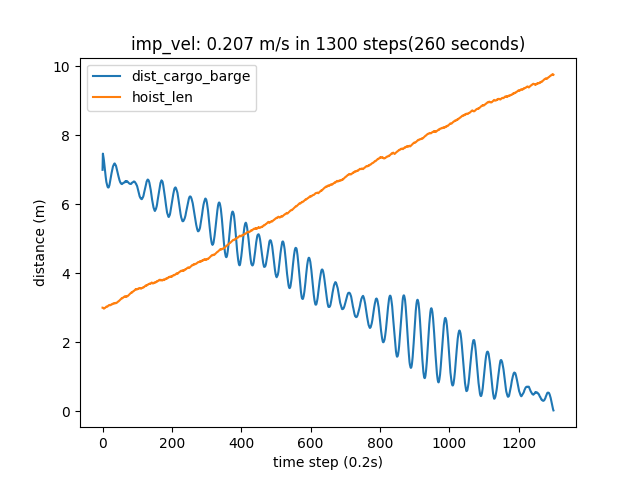 imp_vel: 0.207 m/s in 1300 steps(260 seconds)
dist_cargo_barge
hoist_len
10
8
6
4
2
0
distance (m)
0 200 400 600 800 1000 1200
time step (0.2s)